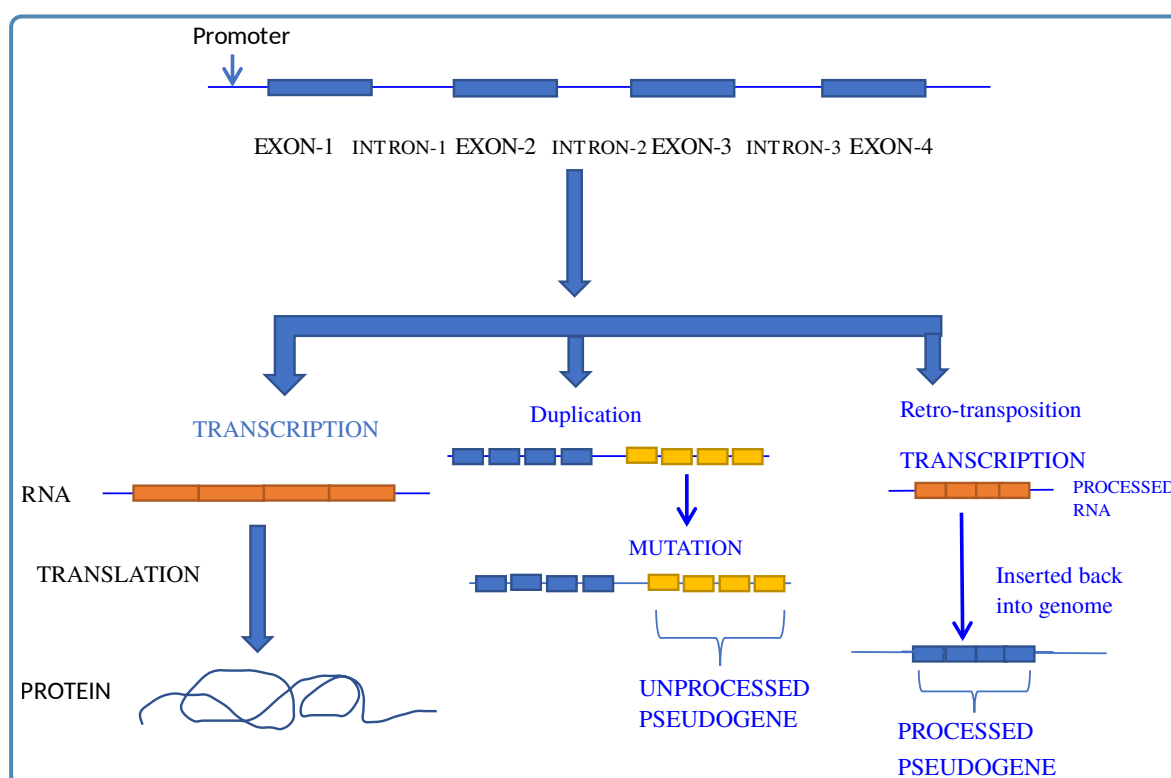 Promoter
EXON-1 INTRON-1 EXON-2 INTRON-2 EXON-3 INTRON-3 EXON-4
TRANSCRIPTION
RNA
TRANSLATION
PROTEIN
Duplication
MUTATION
UNPROCESSED
PSEUDOGENE
Retro-transposition
TRANSCRIPTION
PROCESSED
RNA
Inserted back
into genome
PROCESSED
PSEUDOGENE